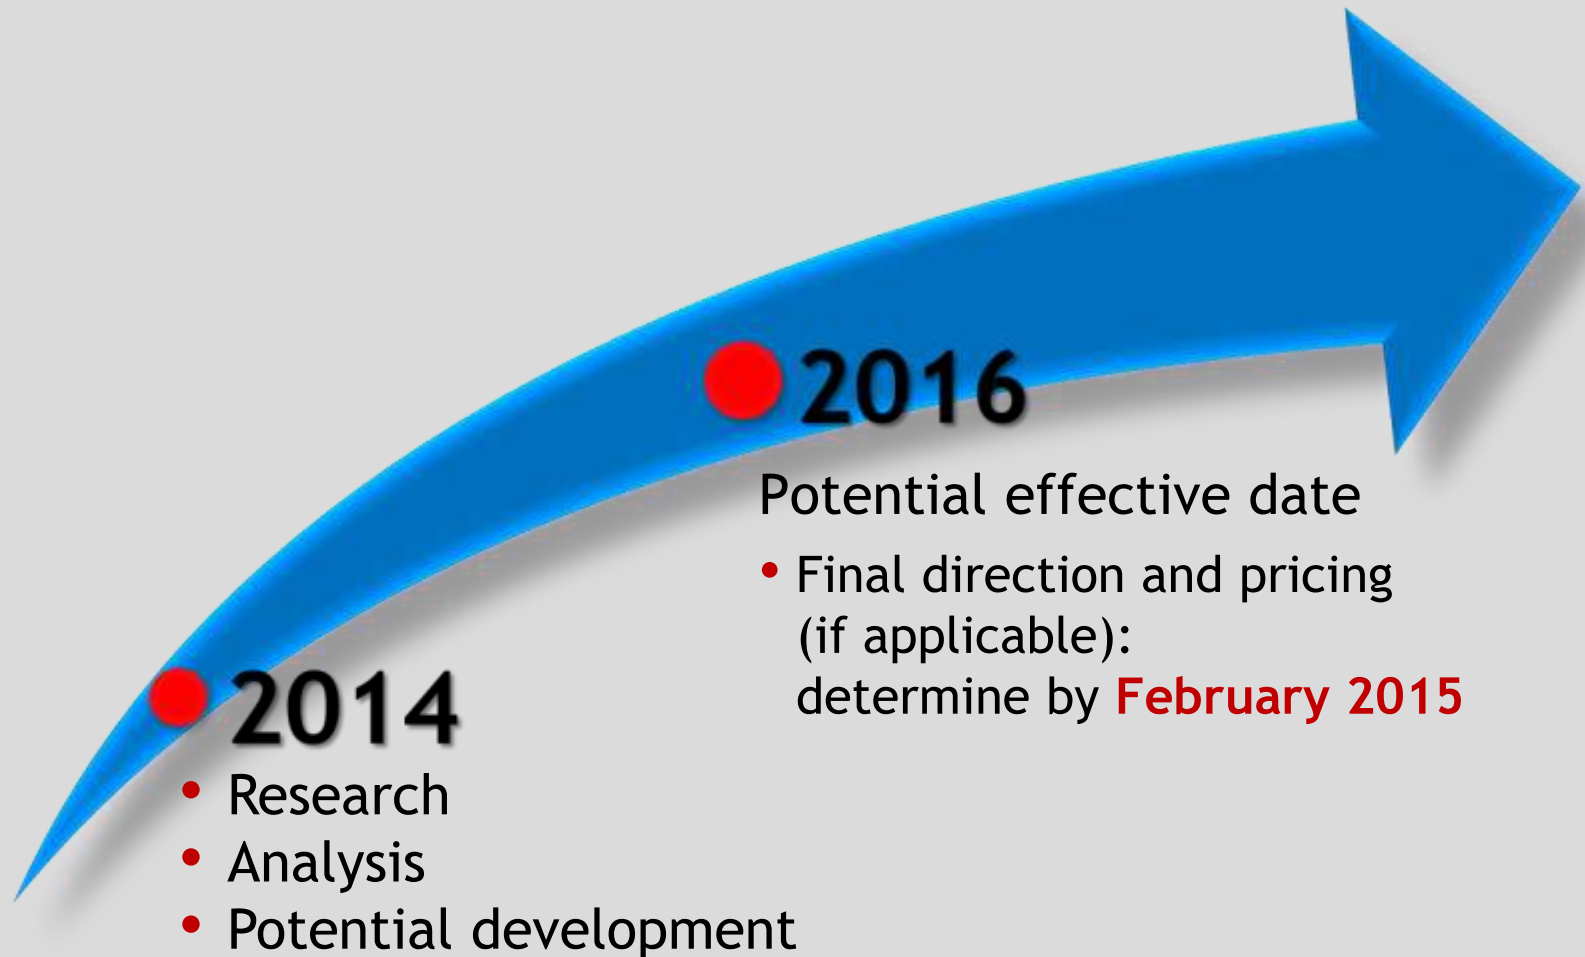 2016
Potential effective date
• Final direction and pricing
(if applicable):
determine by February 2015
2014
• Research
• Analysis
• Potential development